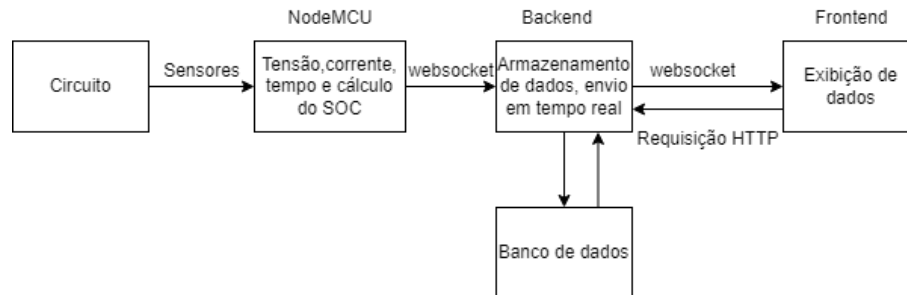 NodeMCU
Backend
Frontend
Circuito
Sensores
Tensão,corrente,
tempo e cálculo
do SOC
websocket
Armazenamento
de dados, envio
em tempo real
websocket
Requisição HTTP
Exibição de
dados
Banco de dados